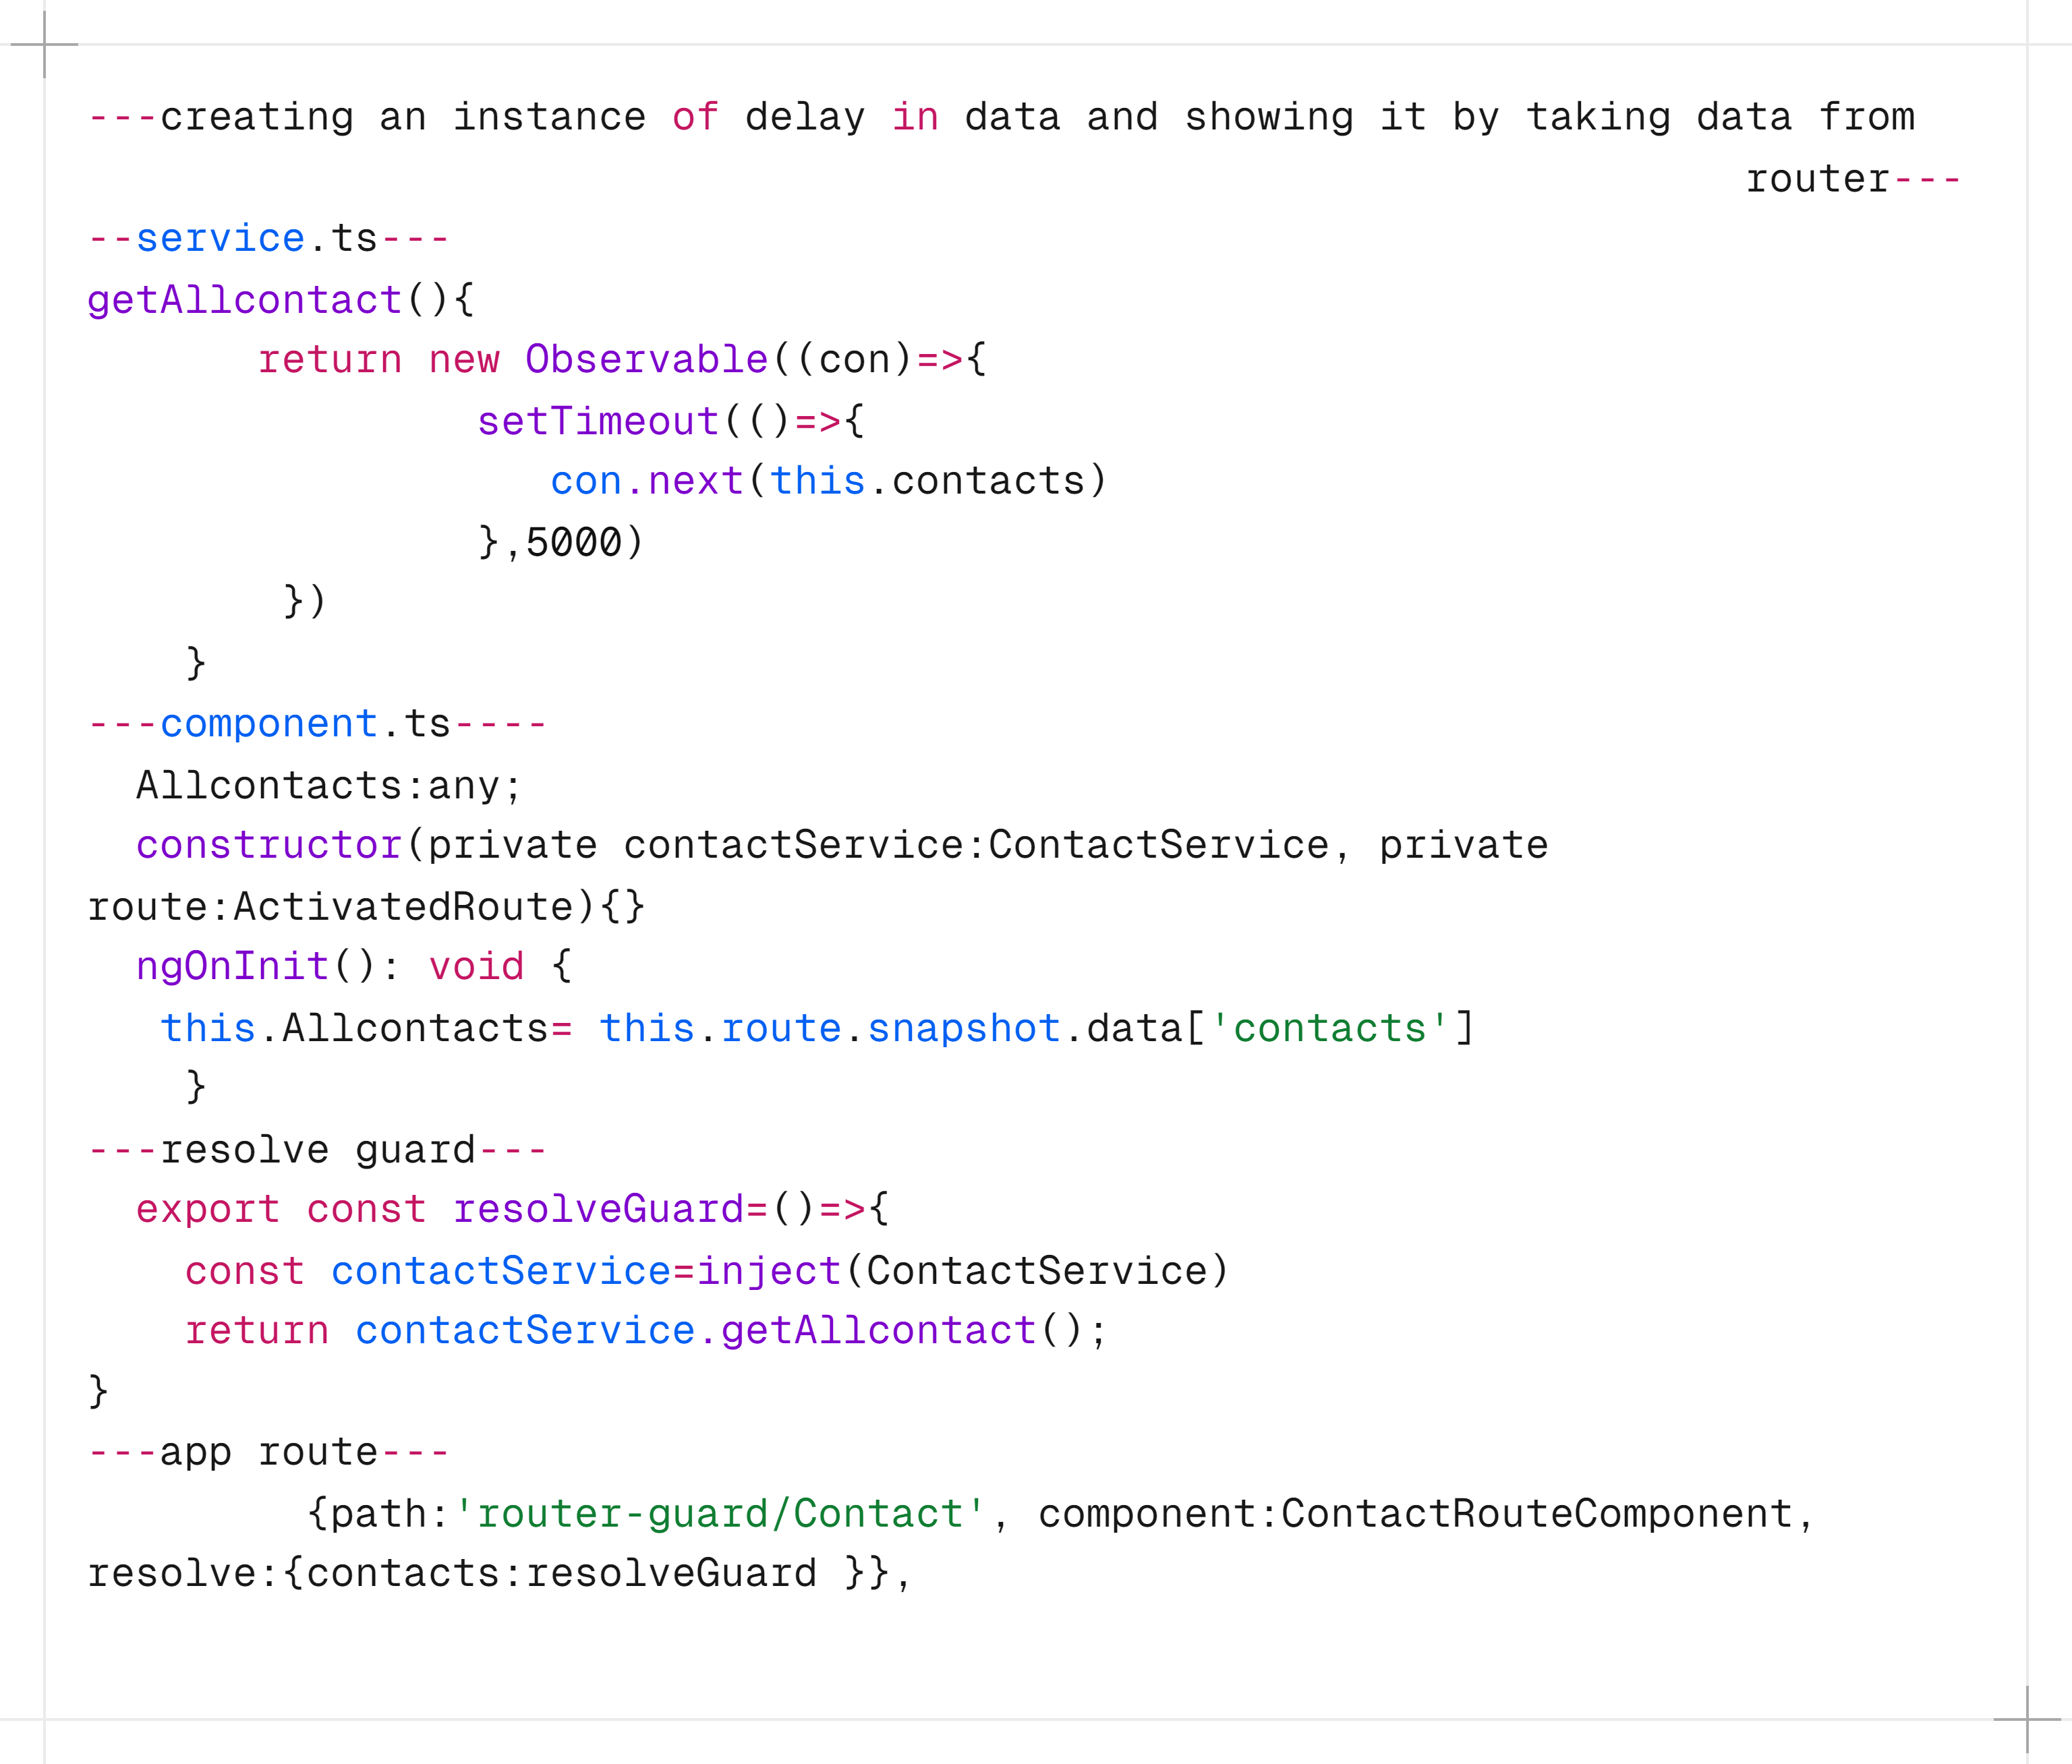 ---creating an instance of delay in data and showing it by taking data from
router---
--service.ts---
getAllcontact(){
return new Observable((con)=>{
setTimeout(()=>{
con.next(this.contacts)
},5000)
})
}
---component.ts----
Allcontacts:any;
constructor(private contactService:ContactService, private
route:ActivatedRoute){}
ngOnInit(): void {
this.Allcontacts= this.route.snapshot.data['contacts']
}
---resolve guard---
export const resolveGuard=()=>{
const contactService=inject(ContactService)
return contactService.getAllcontact();
}
---app route---
{path:'router-guard/Contact', component:ContactRouteComponent,
resolve:{contacts:resolveGuard }},